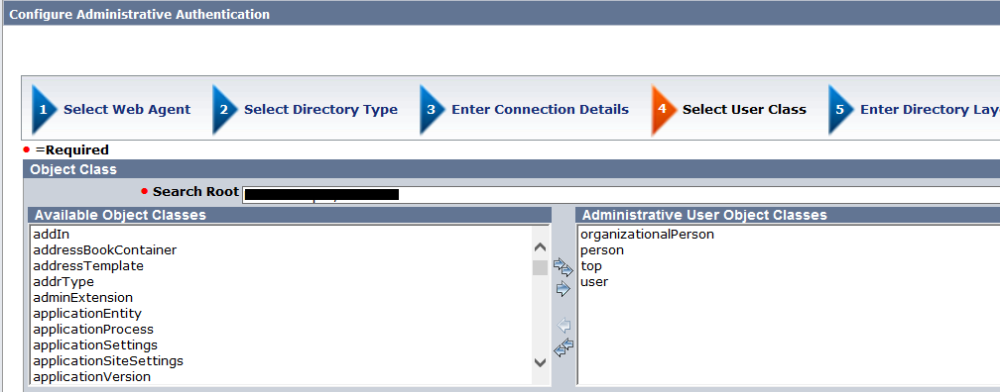 Configure Administrative Authentication
1 Select Web Agent 2 Select Directory Type 3 Enter Connection Details 4 Select User Class 5 Enter Directory Lay
• =Required
Object Class
• Search Root
Available Object Classes
Administrative User Object Classes
addIn
addressBookContainer
addressTemplate
addrType
adminExtension
applicationEntity
applicationProcess
applicationSettings
applicationSiteSettings
applicationVersion
organizationalPerson
person
top
user